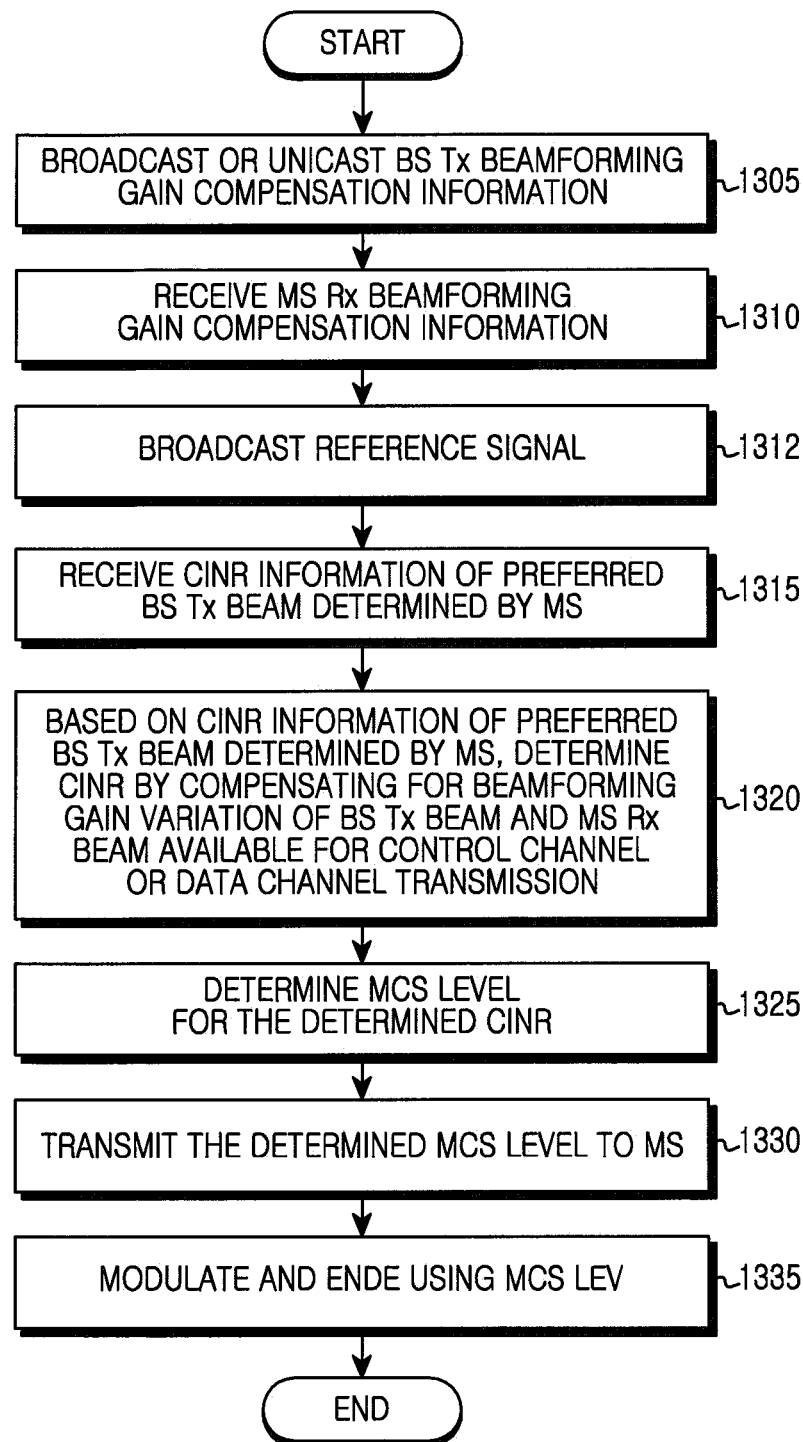 START
BROADCAST OR UNICAST BS Tx BEAMFORMING
GAIN COMPENSATION INFORMATION
1305
RECEIVE MS Rx BEAMFORMING
GAIN COMPENSATION INFORMATION
1310
BROADCAST REFERENCE SIGNAL
1312
RECEIVE CINR INFORMATION OF PREFERRED
BS Tx BEAM DETERMINED BY MS
1315
BASED ON CINR INFORMATION OF PREFERRED
BS Tx BEAM DETERMINED BY MS, DETERMINE
CINR BY COMPENSATING FOR BEAMFORMING
GAIN VARIATION OF BS Tx BEAM AND MS Rx
BEAM AVAILABLE FOR CONTROL CHANNEL
OR DATA CHANNEL TRANSMISSION
1320
DETERMINE MCS LEVEL
FOR THE DETERMINED CINR
1325
TRANSMIT THE DETERMINED MCS LEVEL TO MS
1330
MODULATE AND ENDE USING MCS LEV
1335
END